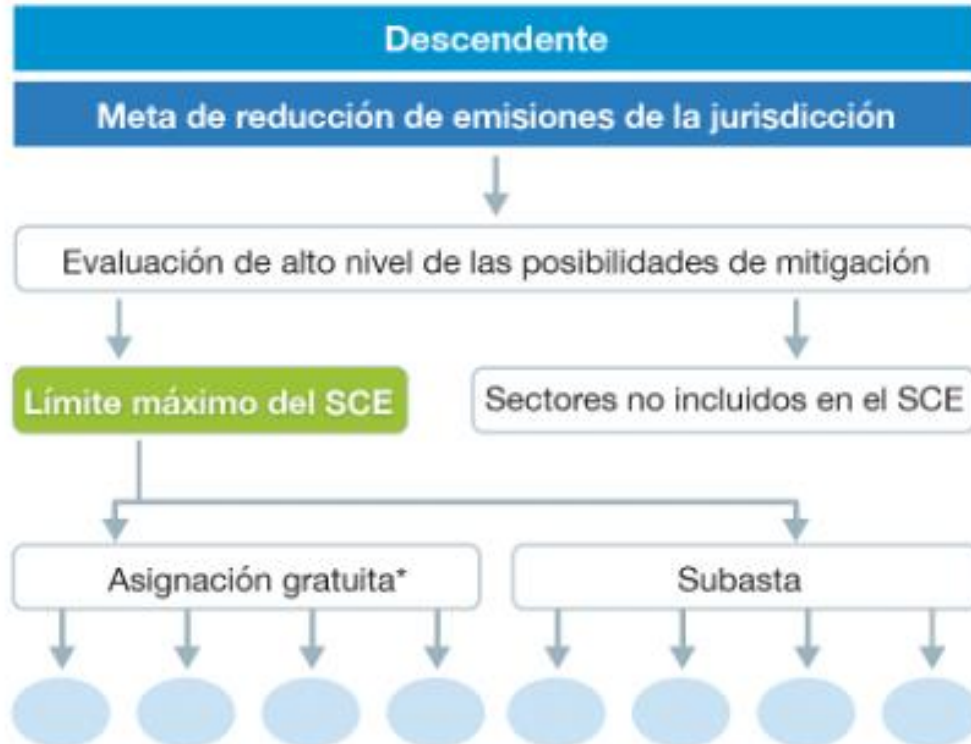 Descendente
Meta de reducción de emisiones de la jurisdicción
Evaluación de alto nivel de las posibilidades de mitigación
Límite máximo del SCE
Sectores no incluidos en el SCE
Asignación gratuita*
Subasta